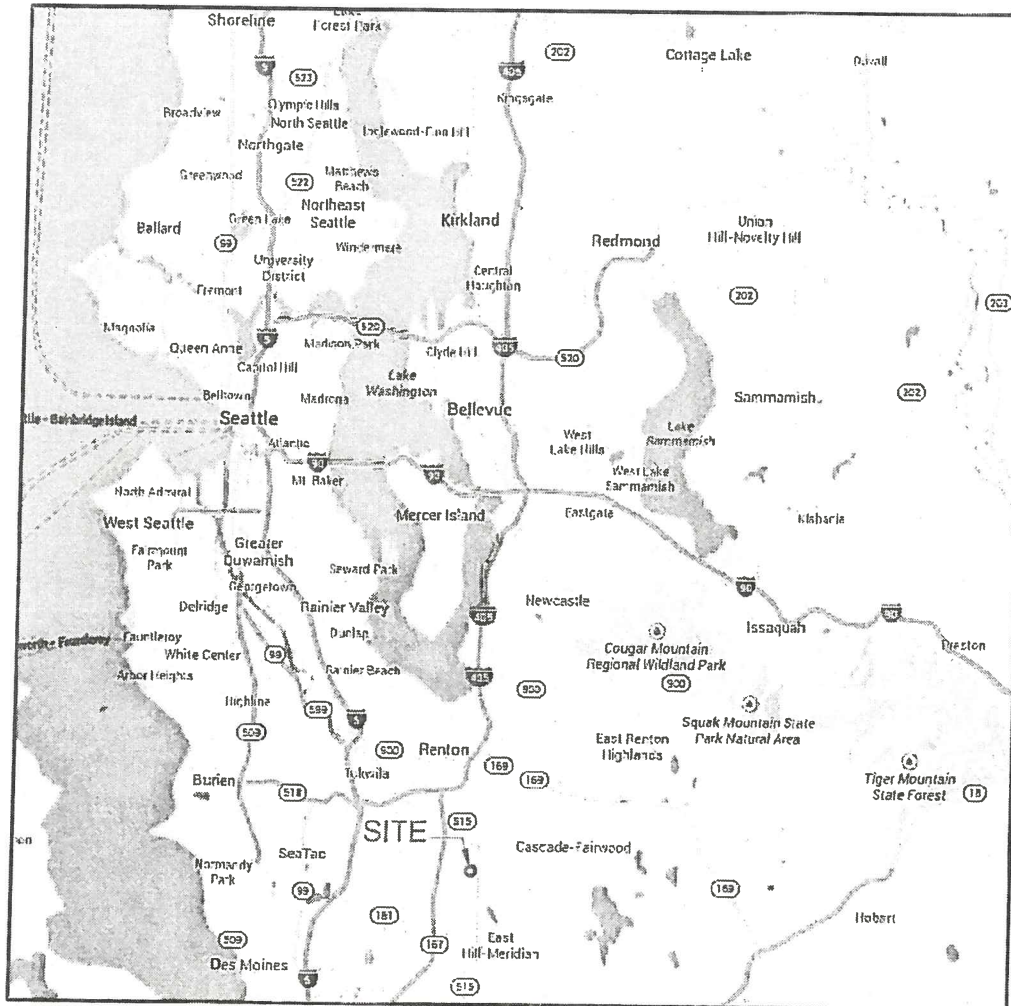 Shoreline
Forest Park
202
Cottage Lake
Duvall
5
523
405
Kingsgate
Broadview
Olympic Hills
North Seattle
Inglewood-Finn Hill
Northgate
Greenwood
522
Matthews
Beach
Northeast
Seattle
Green Lake
Ballard
99
Kirkland
Windermere
Redmond
Union
Hill-Novelty Hill
University
District
Central
Houghton
Fremont
202
203
Magnolia
520
Queen Anne
5
Madison Park
Clyde Hill
405
520
Capitol Hill
Lake
Washington
Belltown
Madrona
Bellevue
Sammamish
202
Bainbridge Island
Seattle
Atlantic
West
Lake Hills
Lake
Sammamish
90
Mt. Baker
90
West Lake
Sammamish
North Admiral
Mercer Island
Eastgate
Klahanie
West Seattle
Fairmount
Park
Greater
Duwamish
Georgetown
Seward Park
Delridge
Rainier Valley
Newcastle
90
Dunlap
405
Issaquah
90
Fauntleroy
White Center
99
Cougar Mountain
Regional Wildland Park
Preston
Arbor Heights
Rainier Beach
405
900
900
Highline
599
5
Squak Mountain State
Park Natural Area
509
900
Renton
East Renton
Highlands
169
169
Tukwila
Burien
518
Tiger Mountain
State Forest
18
SITE
515
SeaTac
Cascade-Fairwood
Normandy
Park
99
169
181
Hobart
509
167
East
Hill-Meridian
Des Moines
5
515